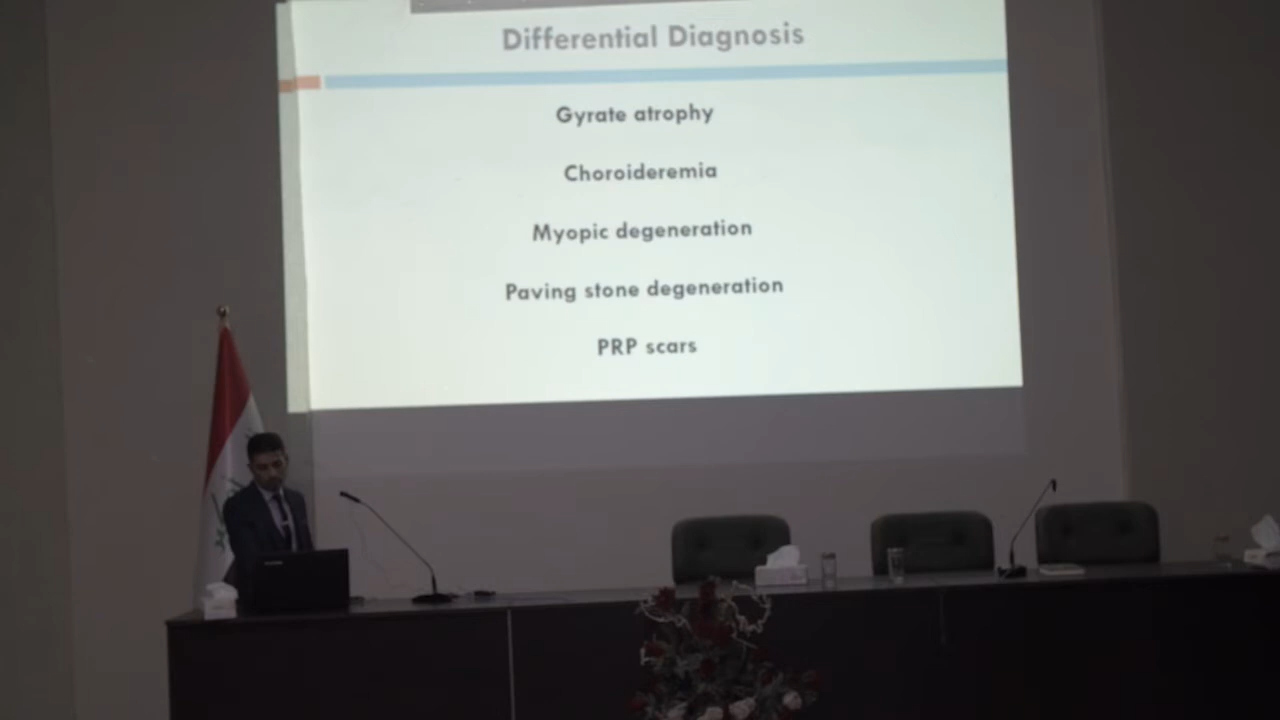 Differential Diagnosis
Gyrate atrophy
Choroideremia
Myopic degeneration
Paving stone degeneration
PRP scars